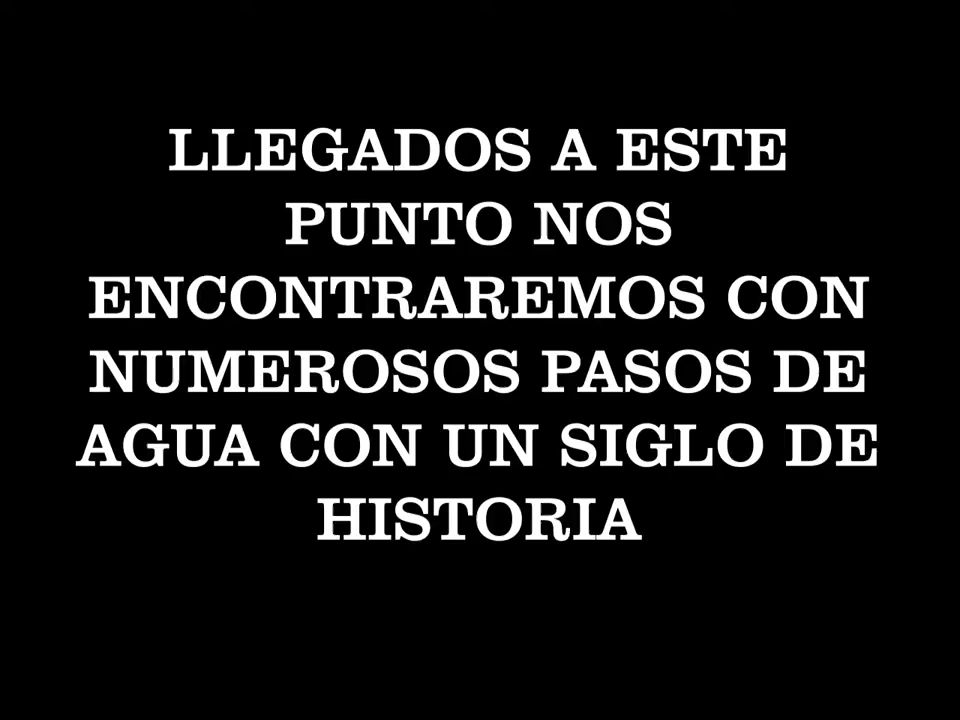 LLEGADOS A ESTE
PUNTO NOS
ENCONTRAREMOS CON
NUMEROSOS PASOS DE
AGUA CON UN SIGLO DE
HISTORIA